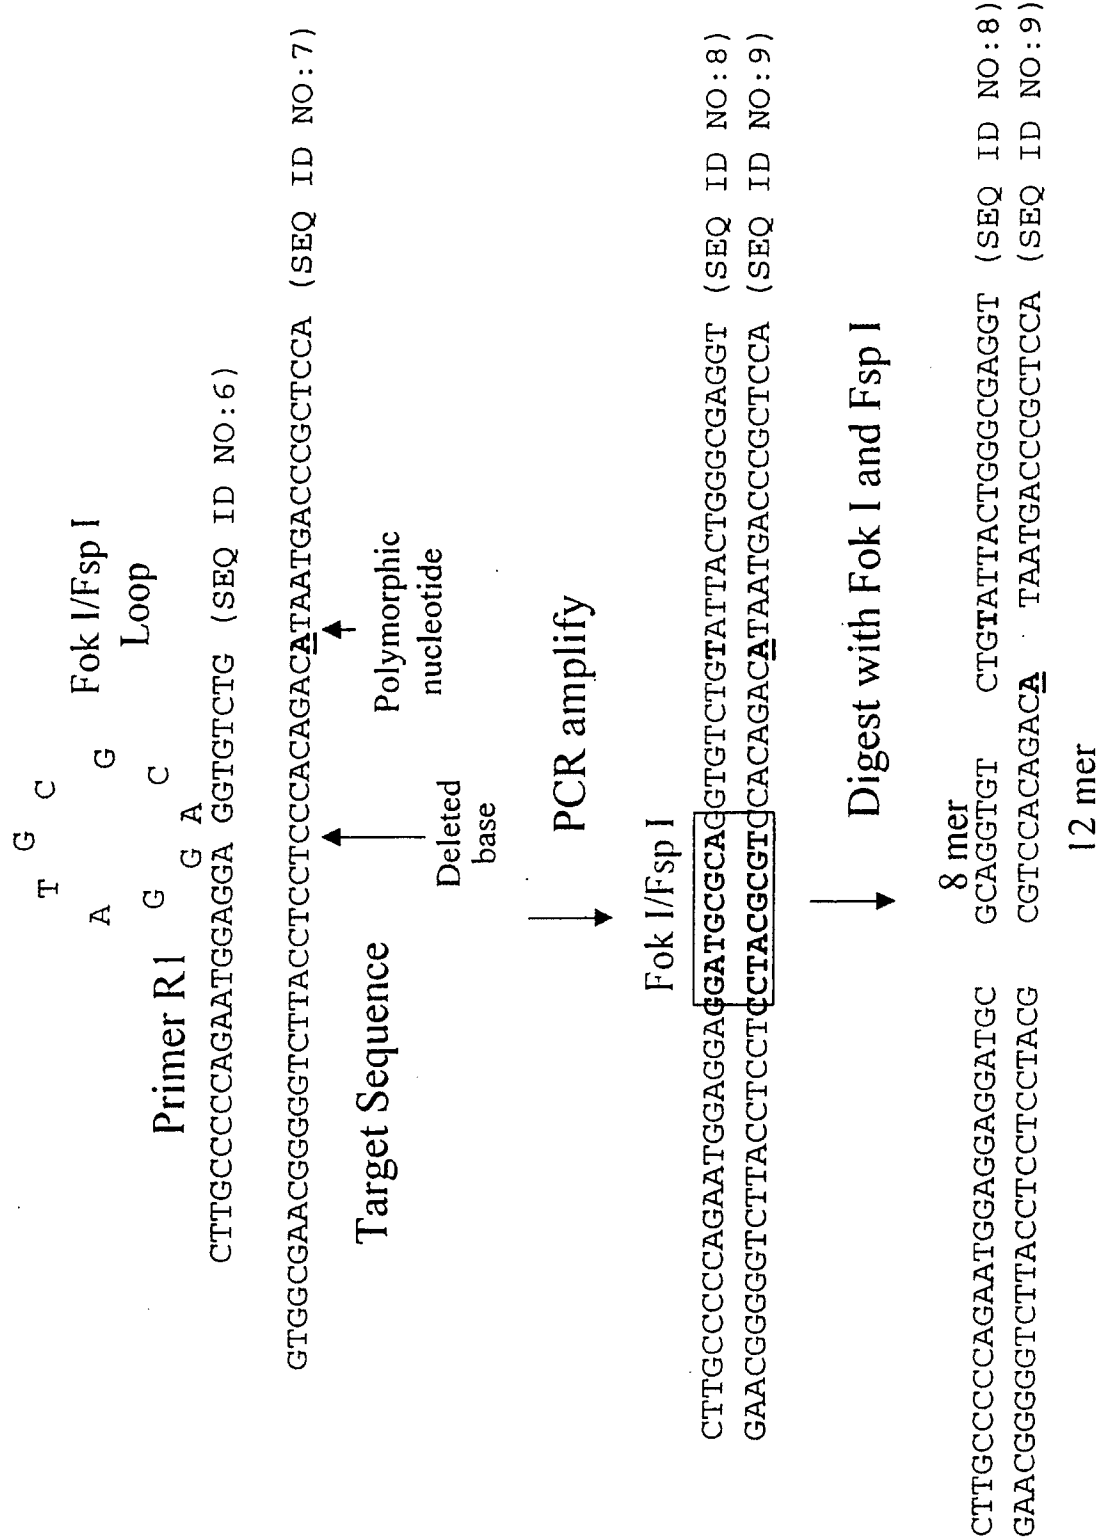 G
T C
A G
G C
G A
Fok I/Fsp I
Loop
Primer R1
CTTGCCCCCAGAATGGAGGA GGTGTCTG (SEQ ID NO:6)
GTGGCGAACGGGGGTCTTACCTCCTCCCACAGACATAATGACCCGCTCCA (SEQ ID NO:7)
Target Sequence
Deleted
base
Polymorphic
nucleotide
PCR amplify
Fok I/Fsp I
CTTGCCCCCAGAATGGAGGAGGATGCGCAGGTGTCTGTATTACTGGGCGAGGT (SEQ ID NO:8)
GAACGGGGGTCTTACCTCCTCCTACGCGTCCACAGACATAATGACCCGCTCCA (SEQ ID NO:9)
Digest with Fok I and Fsp I
8 mer
CTTGCCCCCAGAATGGAGGAGGATGC GCAGGTGT CTGTATTACTGGGCGAGGT (SEQ ID NO:8)
GAACGGGGGTCTTACCTCCTCCTACG CGTCCACAGACA TAATGACCCGCTCCA (SEQ ID NO:9)
12 mer